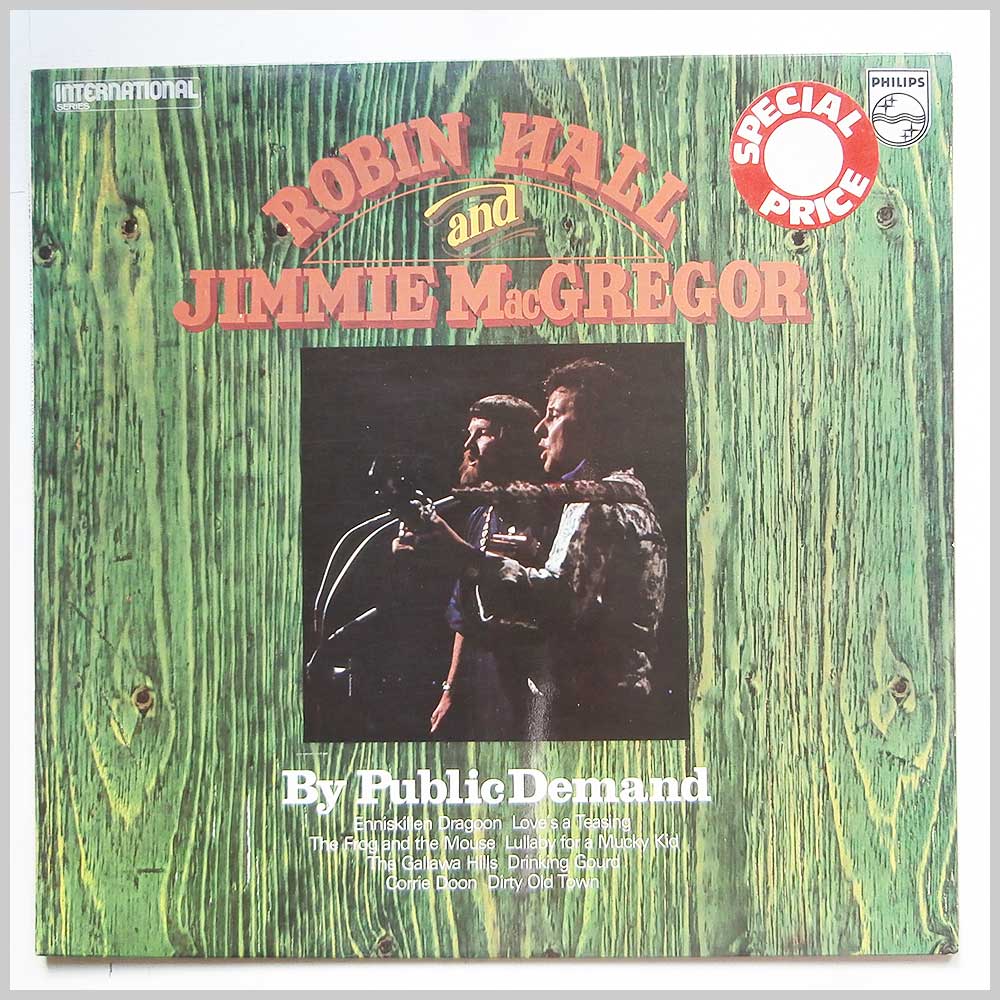 INTERNATIONAL
SERIES
SPECIAL
PRICE
PHILIPS
ROBIN HALL
and
JIMMIE MacGREGOR
By Public Demand
Enniskillen Dragoon Love's a Teasing
The Frog and the Mouse Lullaby for a Mucky Kid
The Gallawa Hills Drinking Gourd
Corrie Doon Dirty Old Town